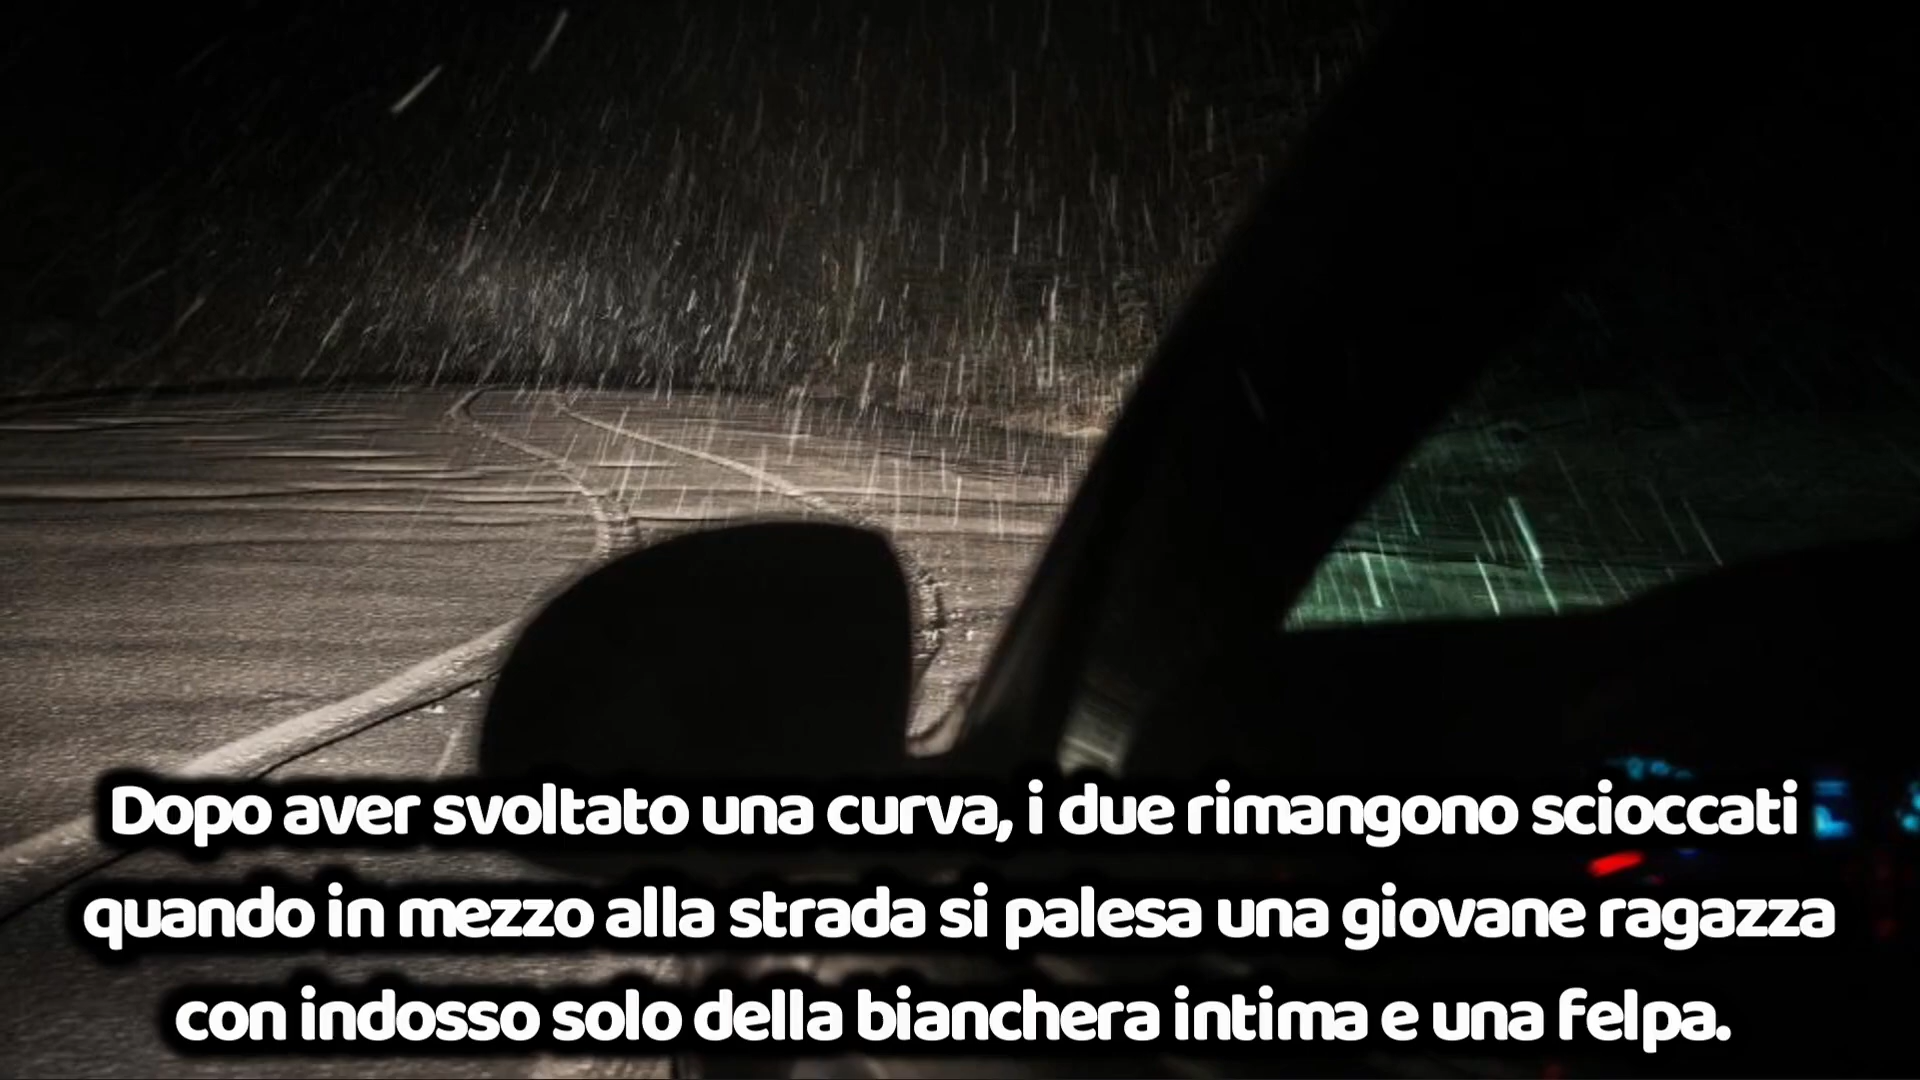 Dopo aver svoltato una curva, i due rimangono scioccati
quando in mezzo alla strada si palesa una giovane ragazza
con indosso solo della bianchera intima e una felpa.